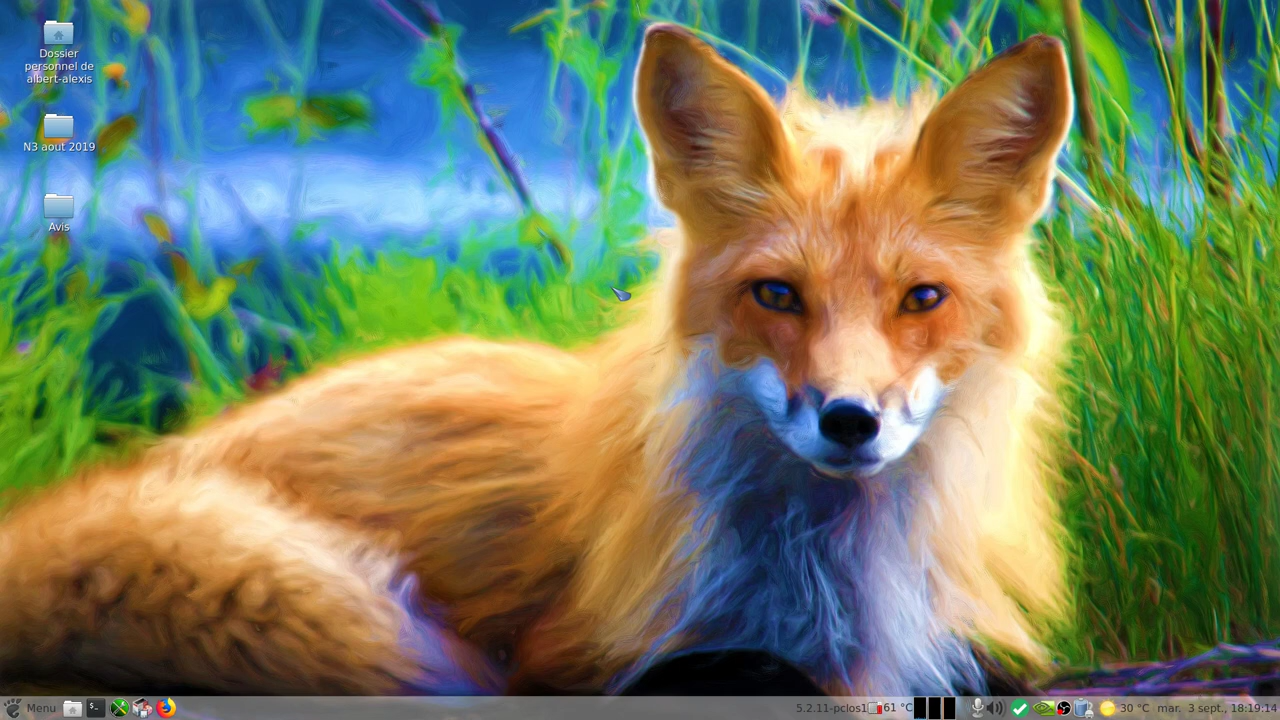 Dossier
personnel de
albert-alexis
N3 aout 2019
Avis
Menu
5.2.11-pclos1
61 °C
30 °C
mar. 3 sept., 18:19:14